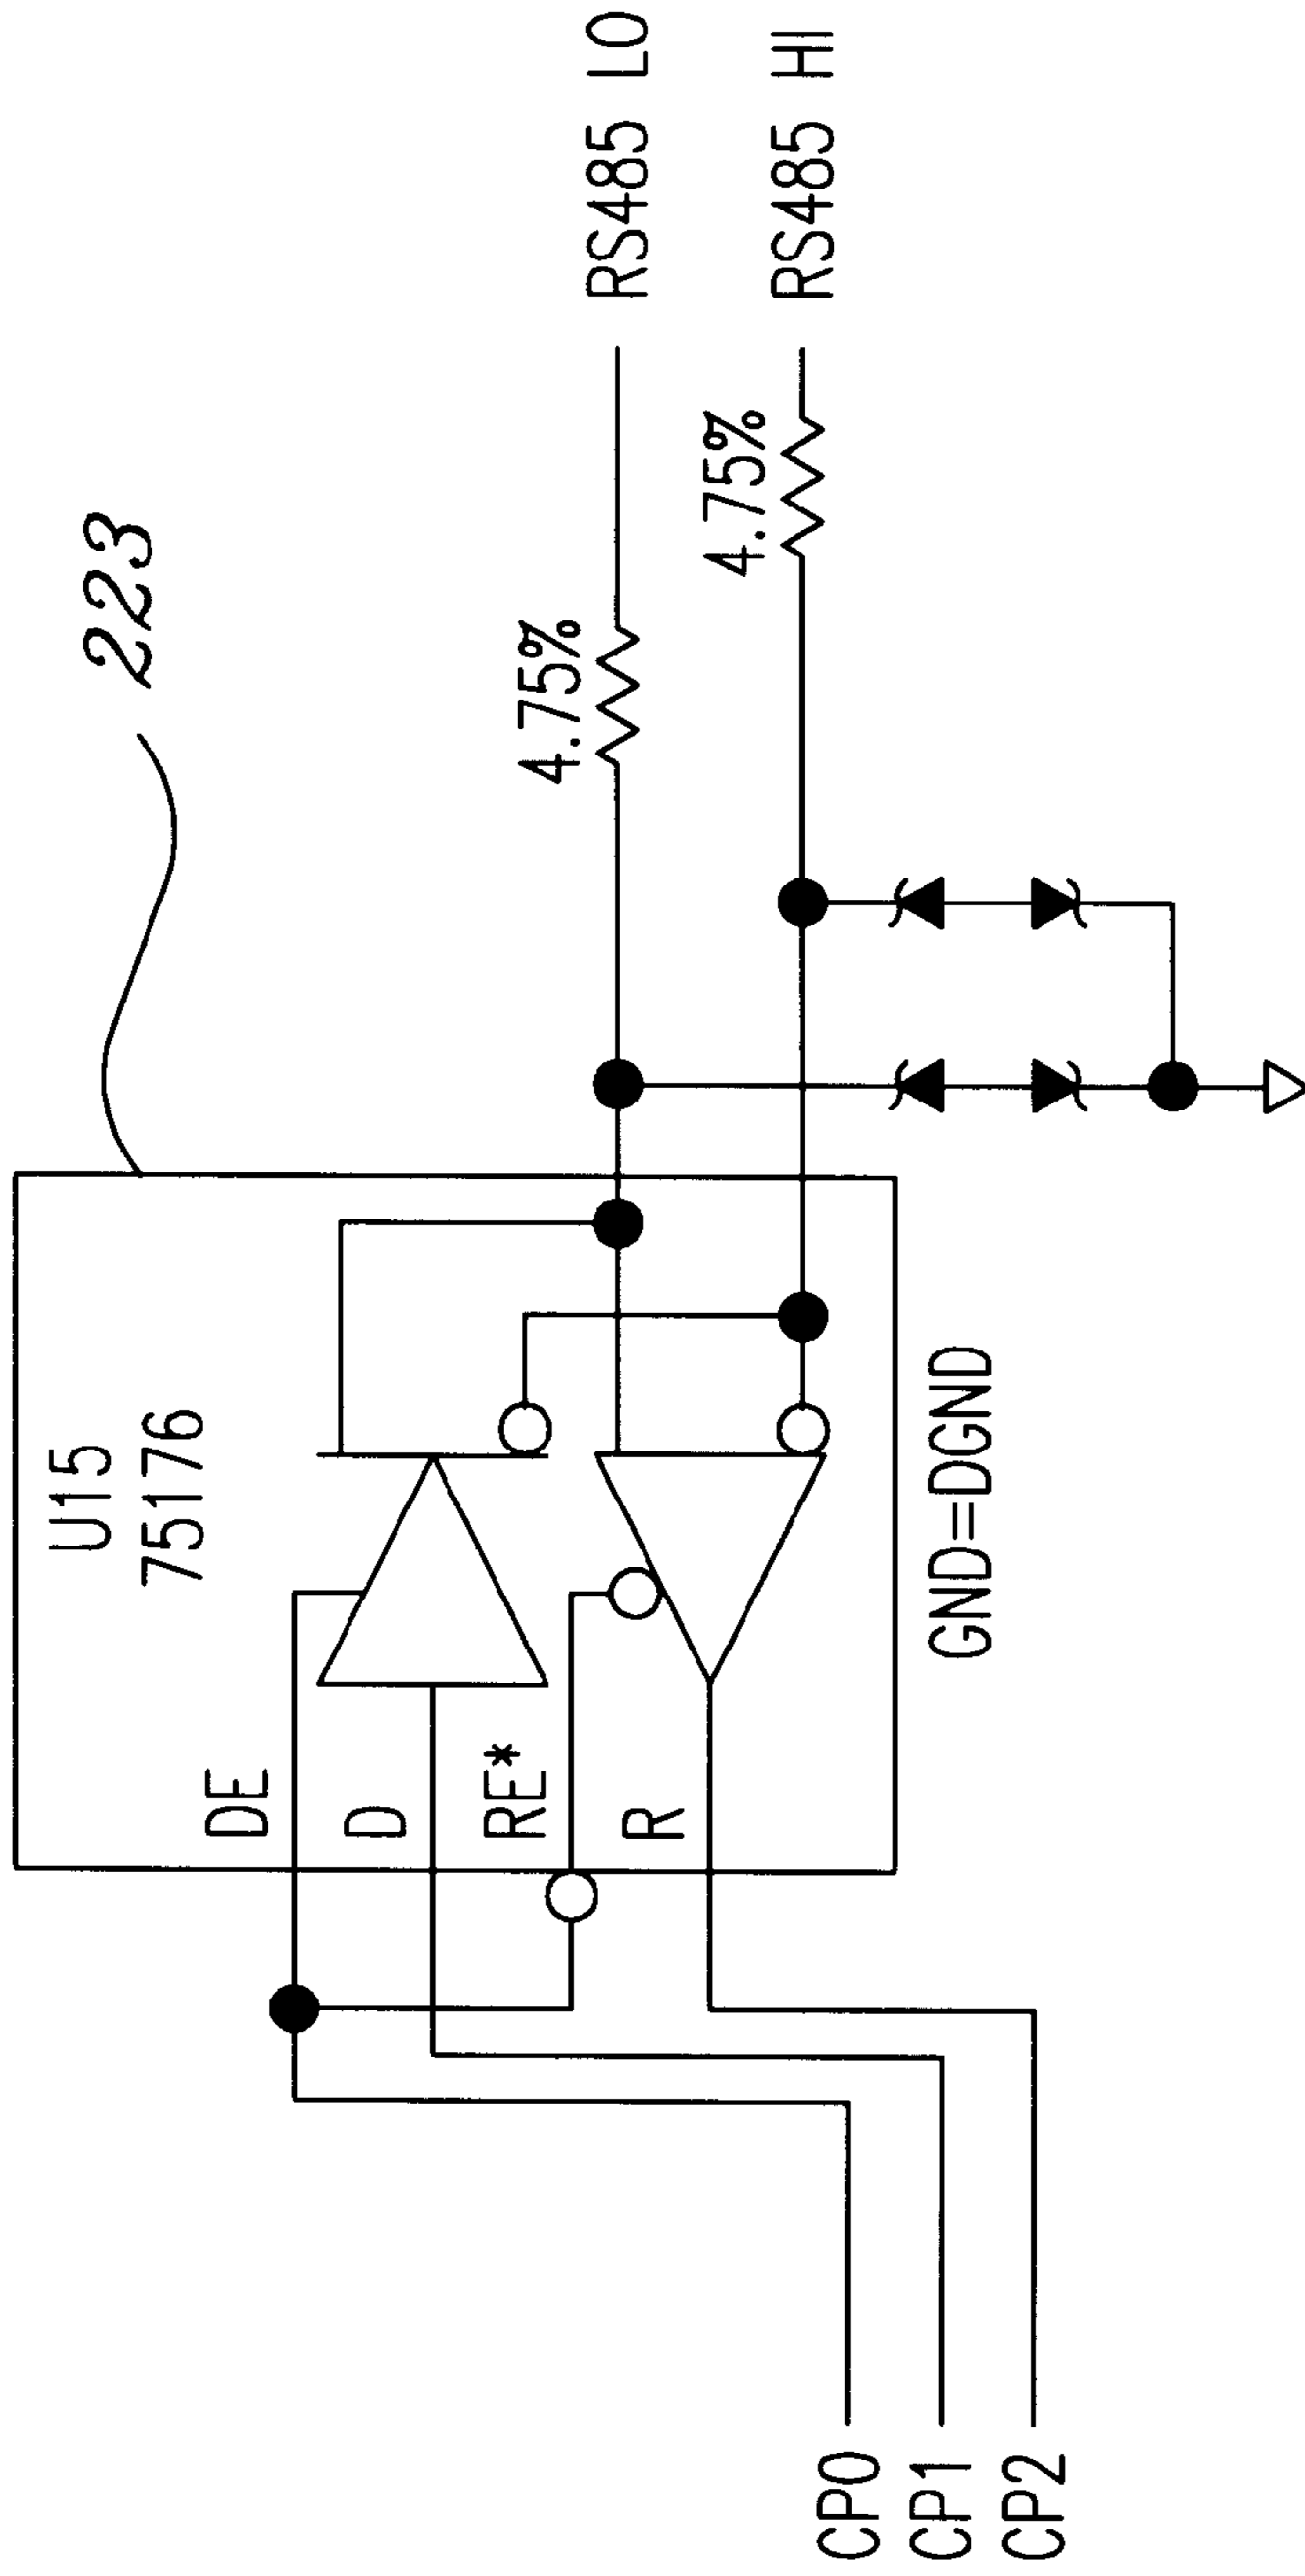 223
U15
75176
DE
D
RE*
R
GND=DGND
4.75%
4.75%
RS485 LO
RS485 HI
CP0
CP1
CP2